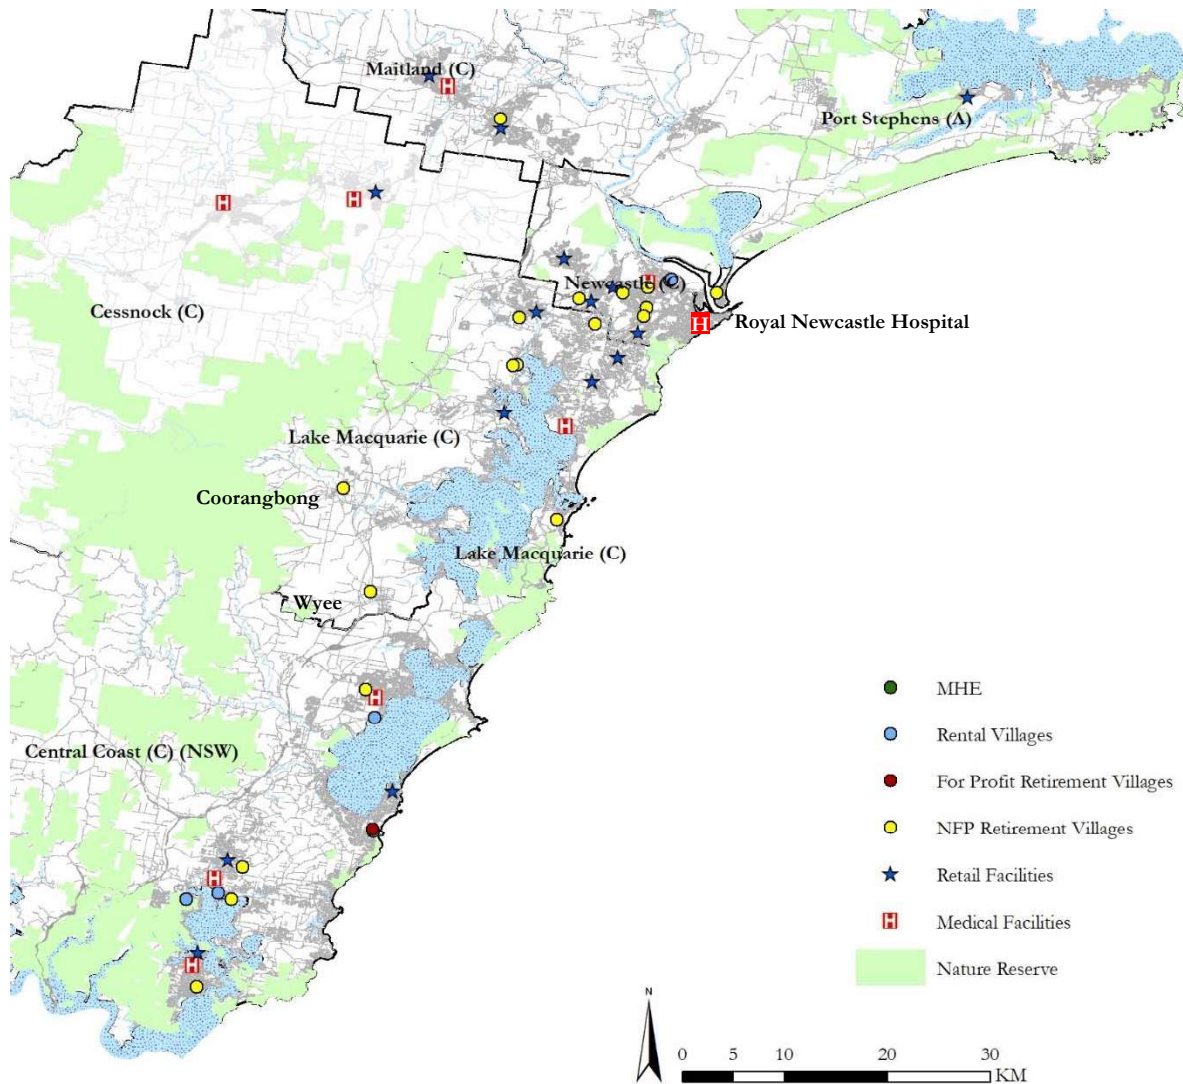 Maitland (C)
H
Port Stephens (A)
H
H
H
Newcastle (C)
Cessnock (C)
H
Royal Newcastle Hospital
H
Lake Macquarie (C)
Coorangbong
Lake Macquarie (C)
Wyee
MHE
H
Rental Villages
Central Coast (C) (NSW)
For Profit Retirement Villages
NFP Retirement Villages
Retail Facilities
H
H
Medical Facilities
H
Nature Reserve
N
0 5 10 20 30
KM